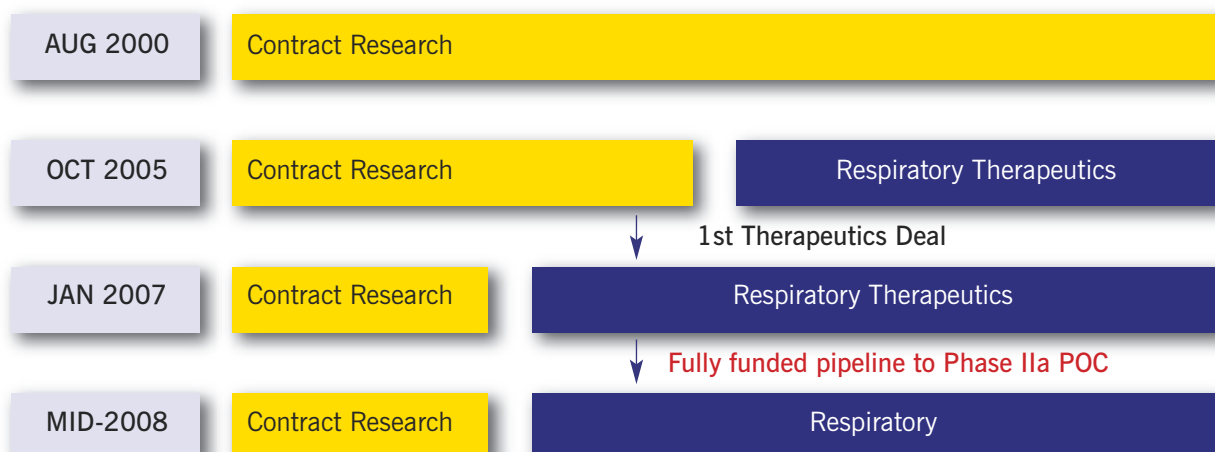 AUG 2000 Contract Research
OCT 2005 Contract Research Respiratory Therapeutics
1st Therapeutics Deal
JAN 2007 Contract Research Respiratory Therapeutics
Fully funded pipeline to Phase IIa POC
MID-2008 Contract Research Respiratory